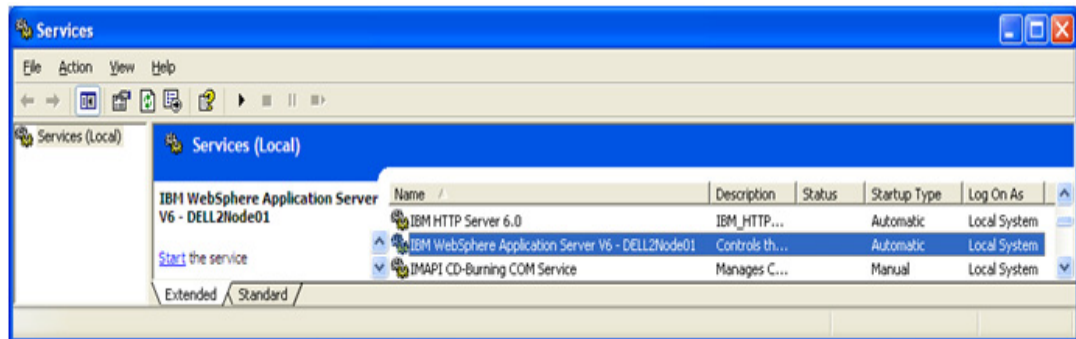 Services
File Action View Help
Services (Local)
Services (Local)
IBM WebSphere Application Server
V6 - DELL2Node01
Start the service
Name Description Status Startup Type Log On As
IBM HTTP Server 6.0 IBM_HTTP... Automatic Local System
IBM WebSphere Application Server V6 - DELL2Node01 Controls th... Automatic Local System
IMAPI CD-Burning COM Service Manages C... Manual Local System
Extended Standard